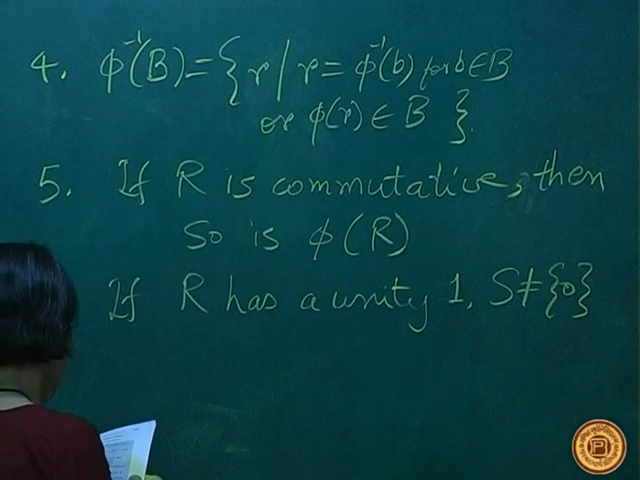 4. φ⁻¹(B) = { r / r = φ⁻¹(b) for b ∈ B
or φ(r) ∈ B }.
5. If R is commutative, then
So is φ(R)
If R has a unity 1, S ≠ {0}